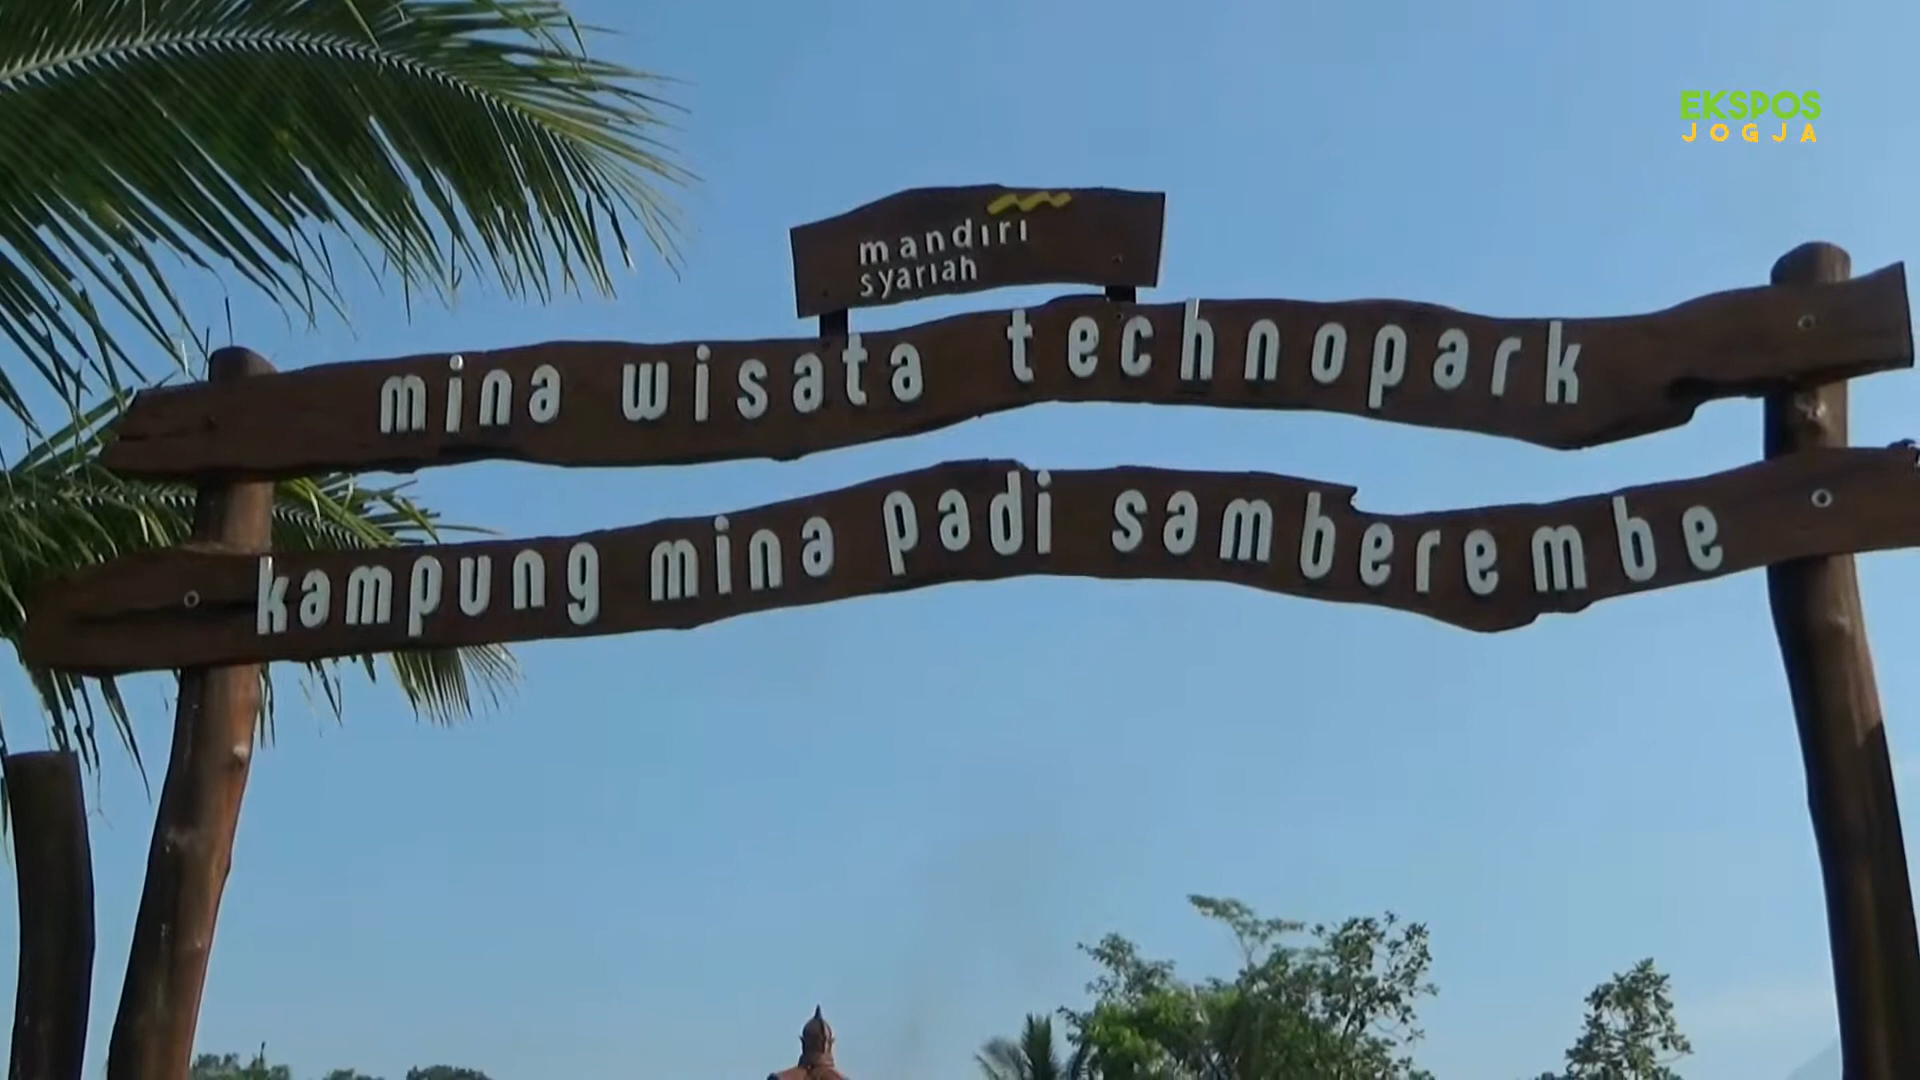 EKSPOS
JOGJA
mandiri
syariah
mina wisata technopark
kampung mina padi samberembe